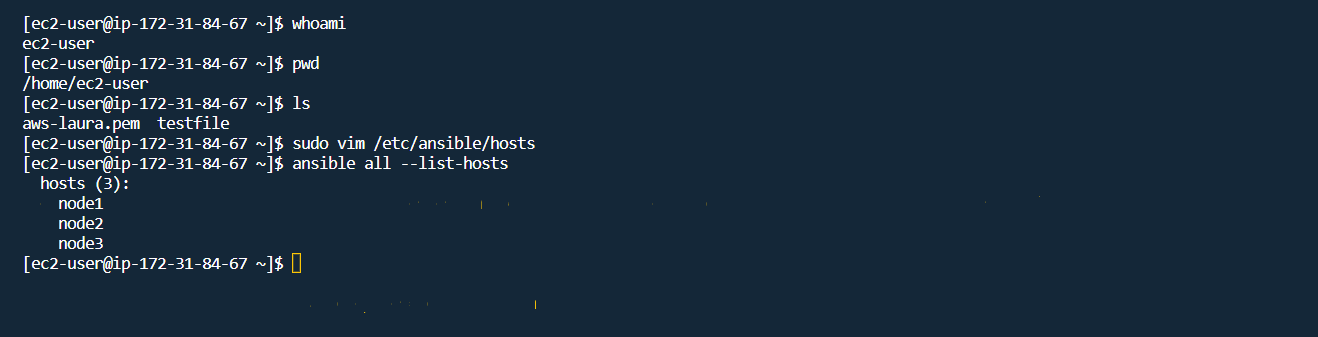 [ec2-user@ip-172-31-84-67 ~]$ whoami
ec2-user
[ec2-user@ip-172-31-84-67 ~]$ pwd
/home/ec2-user
[ec2-user@ip-172-31-84-67 ~]$ ls
aws-laura.pem  testfile
[ec2-user@ip-172-31-84-67 ~]$ sudo vim /etc/ansible/hosts
[ec2-user@ip-172-31-84-67 ~]$ ansible all --list-hosts
  hosts (3):
    node1
    node2
    node3
[ec2-user@ip-172-31-84-67 ~]$